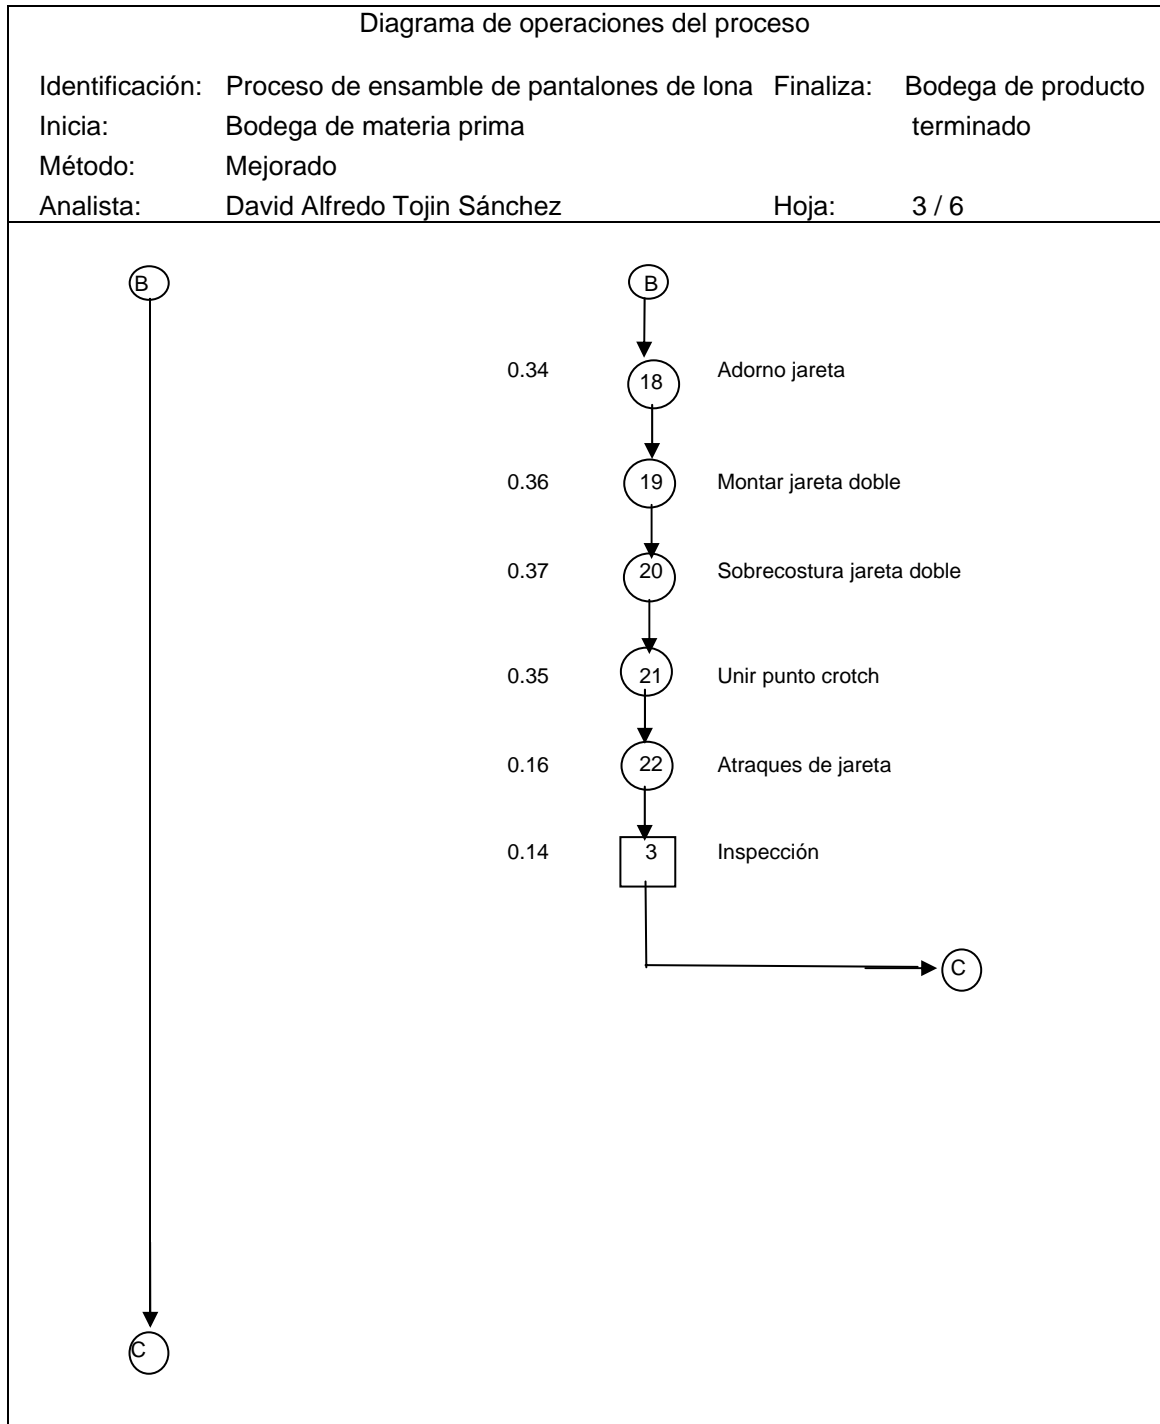 Diagrama de operaciones del proceso
Identificación: Proceso de ensamble de pantalones de lona Finaliza: Bodega de producto
Inicia: Bodega de materia prima terminado
Método: Mejorado
Analista: David Alfredo Tojin Sánchez Hoja: 3 / 6
B B
0.34 18 Adorno jareta
0.36 19 Montar jareta doble
0.37 20 Sobrecostura jareta doble
0.35 21 Unir punto crotch
0.16 22 Atraques de jareta
0.14 3 Inspección
C
C